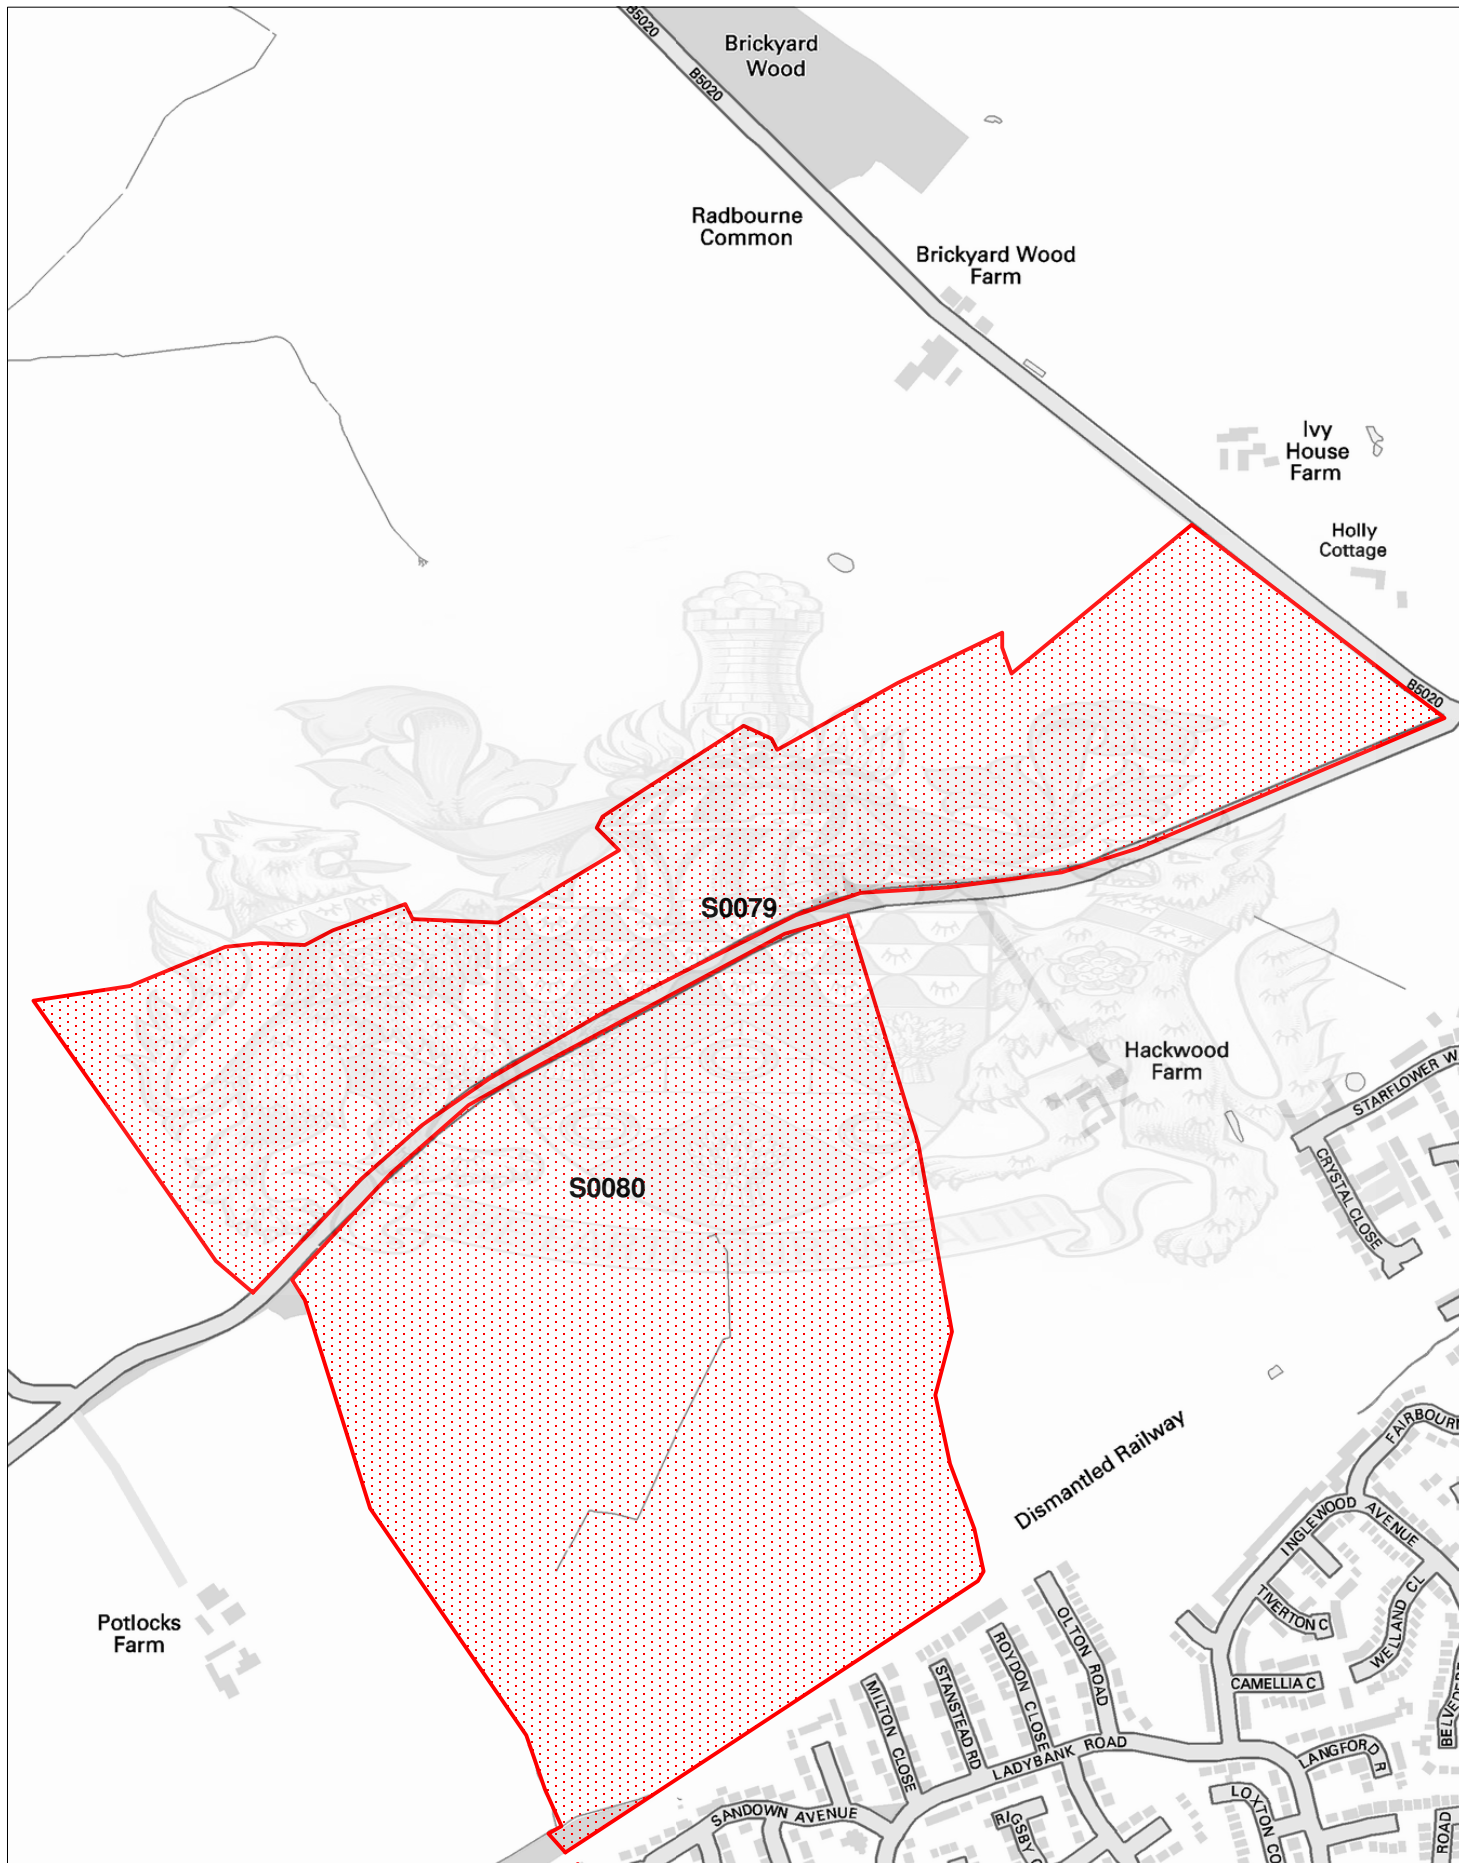 B5020
Brickyard
Wood
B5020
Radbourne
Common
Brickyard Wood
Farm
Ivy
House
Farm
Holly
Cottage
B5020
S0079
Hackwood
Farm
STARFLOWER W
CRYSTAL CLOSE
S0080
Dismantled Railway
FAIRBOUR
INGLEWOOD AVENUE
TIVERTON C
WELLAND CL
OLTON ROAD
ROYDON CLOSE
Potlocks
Farm
STANSTEAD RD
MILTON CLOSE
CAMELLIA C
BELVEDERE
LADYBANK ROAD
LANGFORD R
SANDOWN AVENUE
RIGSBY C
LOXTON CO
ROAD